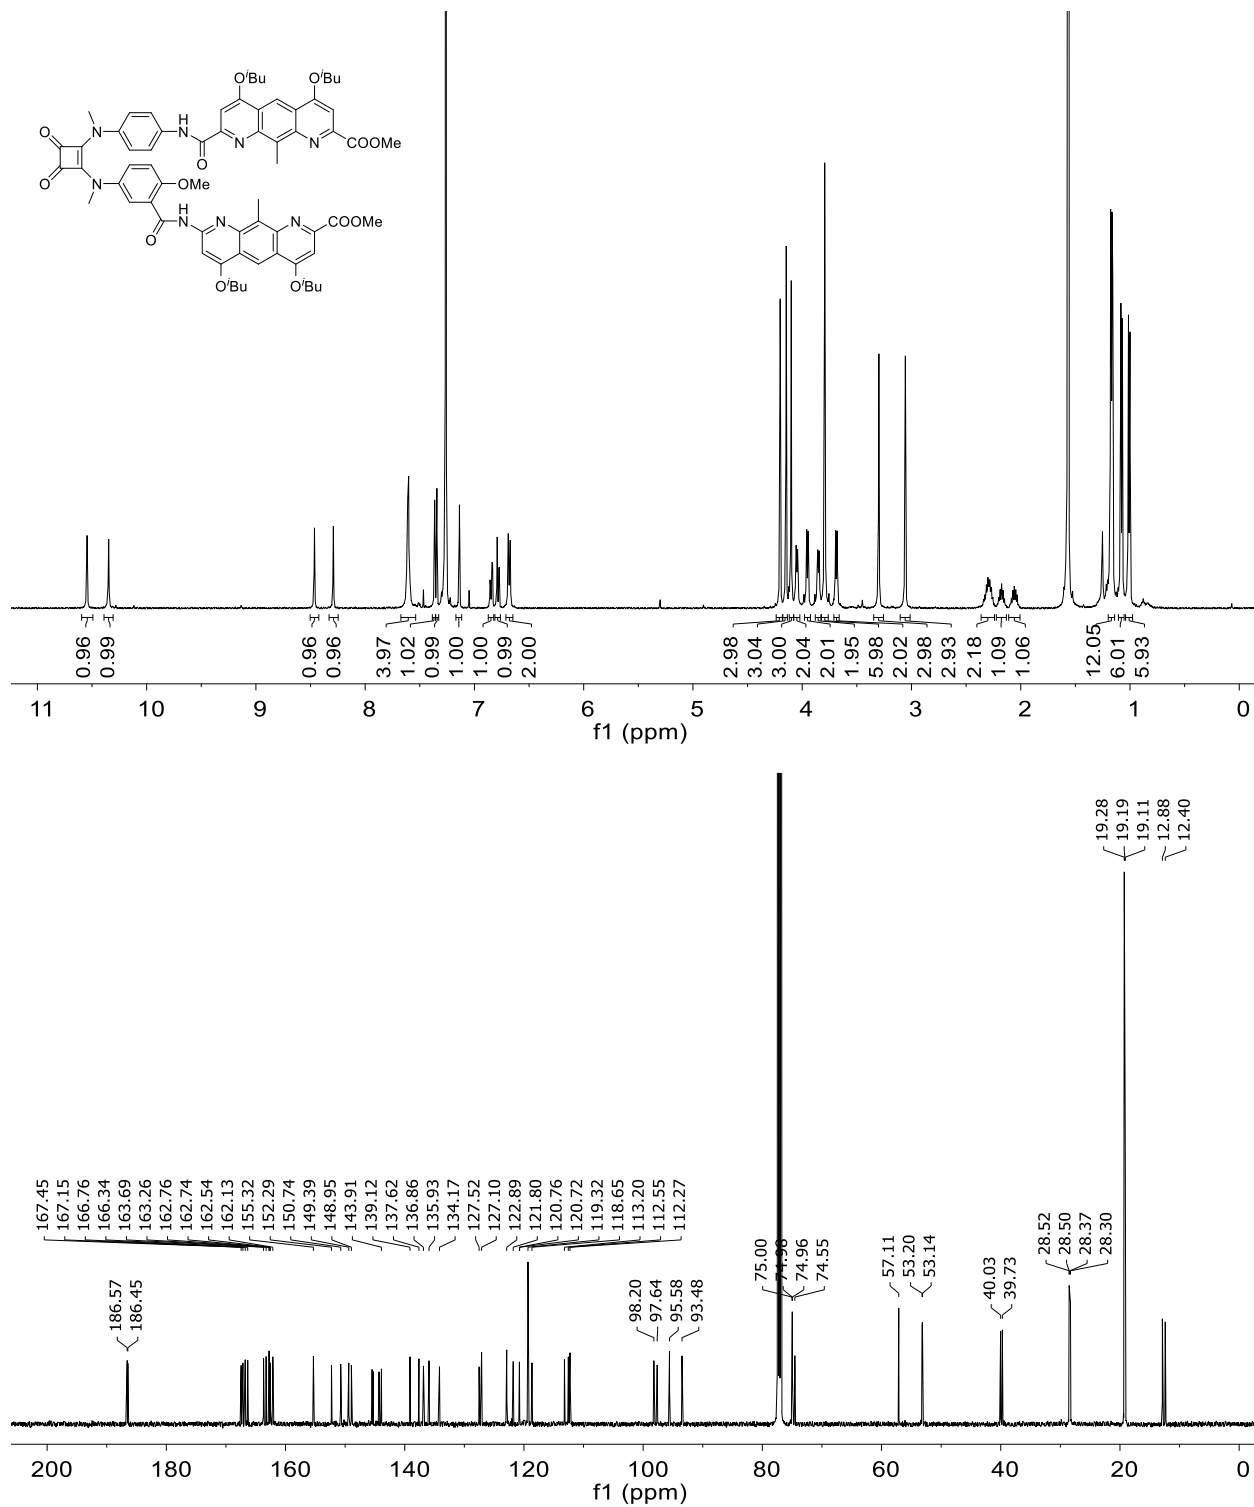 OⁱBu OⁱBu
H
N N
O N N COOMe
O CH
O N OMe
H
N N N COOMe
O
OⁱBu OⁱBu
0.96 0.99 0.96 0.96 3.97 1.02 0.99 1.00 1.00 0.99 2.00 2.98 3.04 3.00 2.04 2.01 1.95 5.98 2.02 2.98 2.93 2.18 1.09 1.06 12.05 6.01 5.93
11 10 9 8 7 6 5 4 3 2 1 0
f1 (ppm)
19.28 19.19 19.11 12.88 12.40
167.45 167.15 166.76 166.34 163.69 163.26 162.76 162.74 162.54 162.13 155.32 152.29 150.74 149.39 148.95 143.91 139.12 137.62 136.86 135.93 134.17 127.52 127.10 122.89 121.80 120.76 120.72 119.32 118.65 113.20 112.55 112.27
186.57 186.45
98.20 97.64 95.58 93.48
75.00 74.98 74.96 74.55
57.11 53.20 53.14
40.03 39.73
28.52 28.50 28.37 28.30
200 180 160 140 120 100 80 60 40 20 0
f1 (ppm)